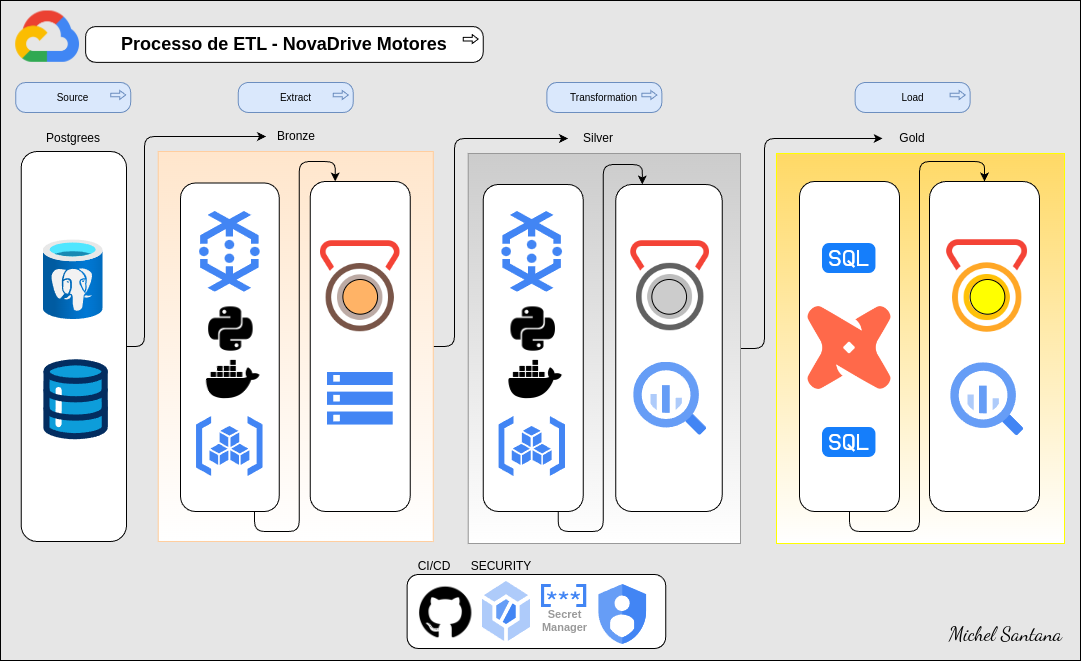 Processo de ETL - NovaDrive Motores
Source
Extract
Transformation
Load
Postgrees
Bronze
Silver
Gold
SQL
SQL
CI/CD
SECURITY
[***]
Secret
Manager
Michel Santana